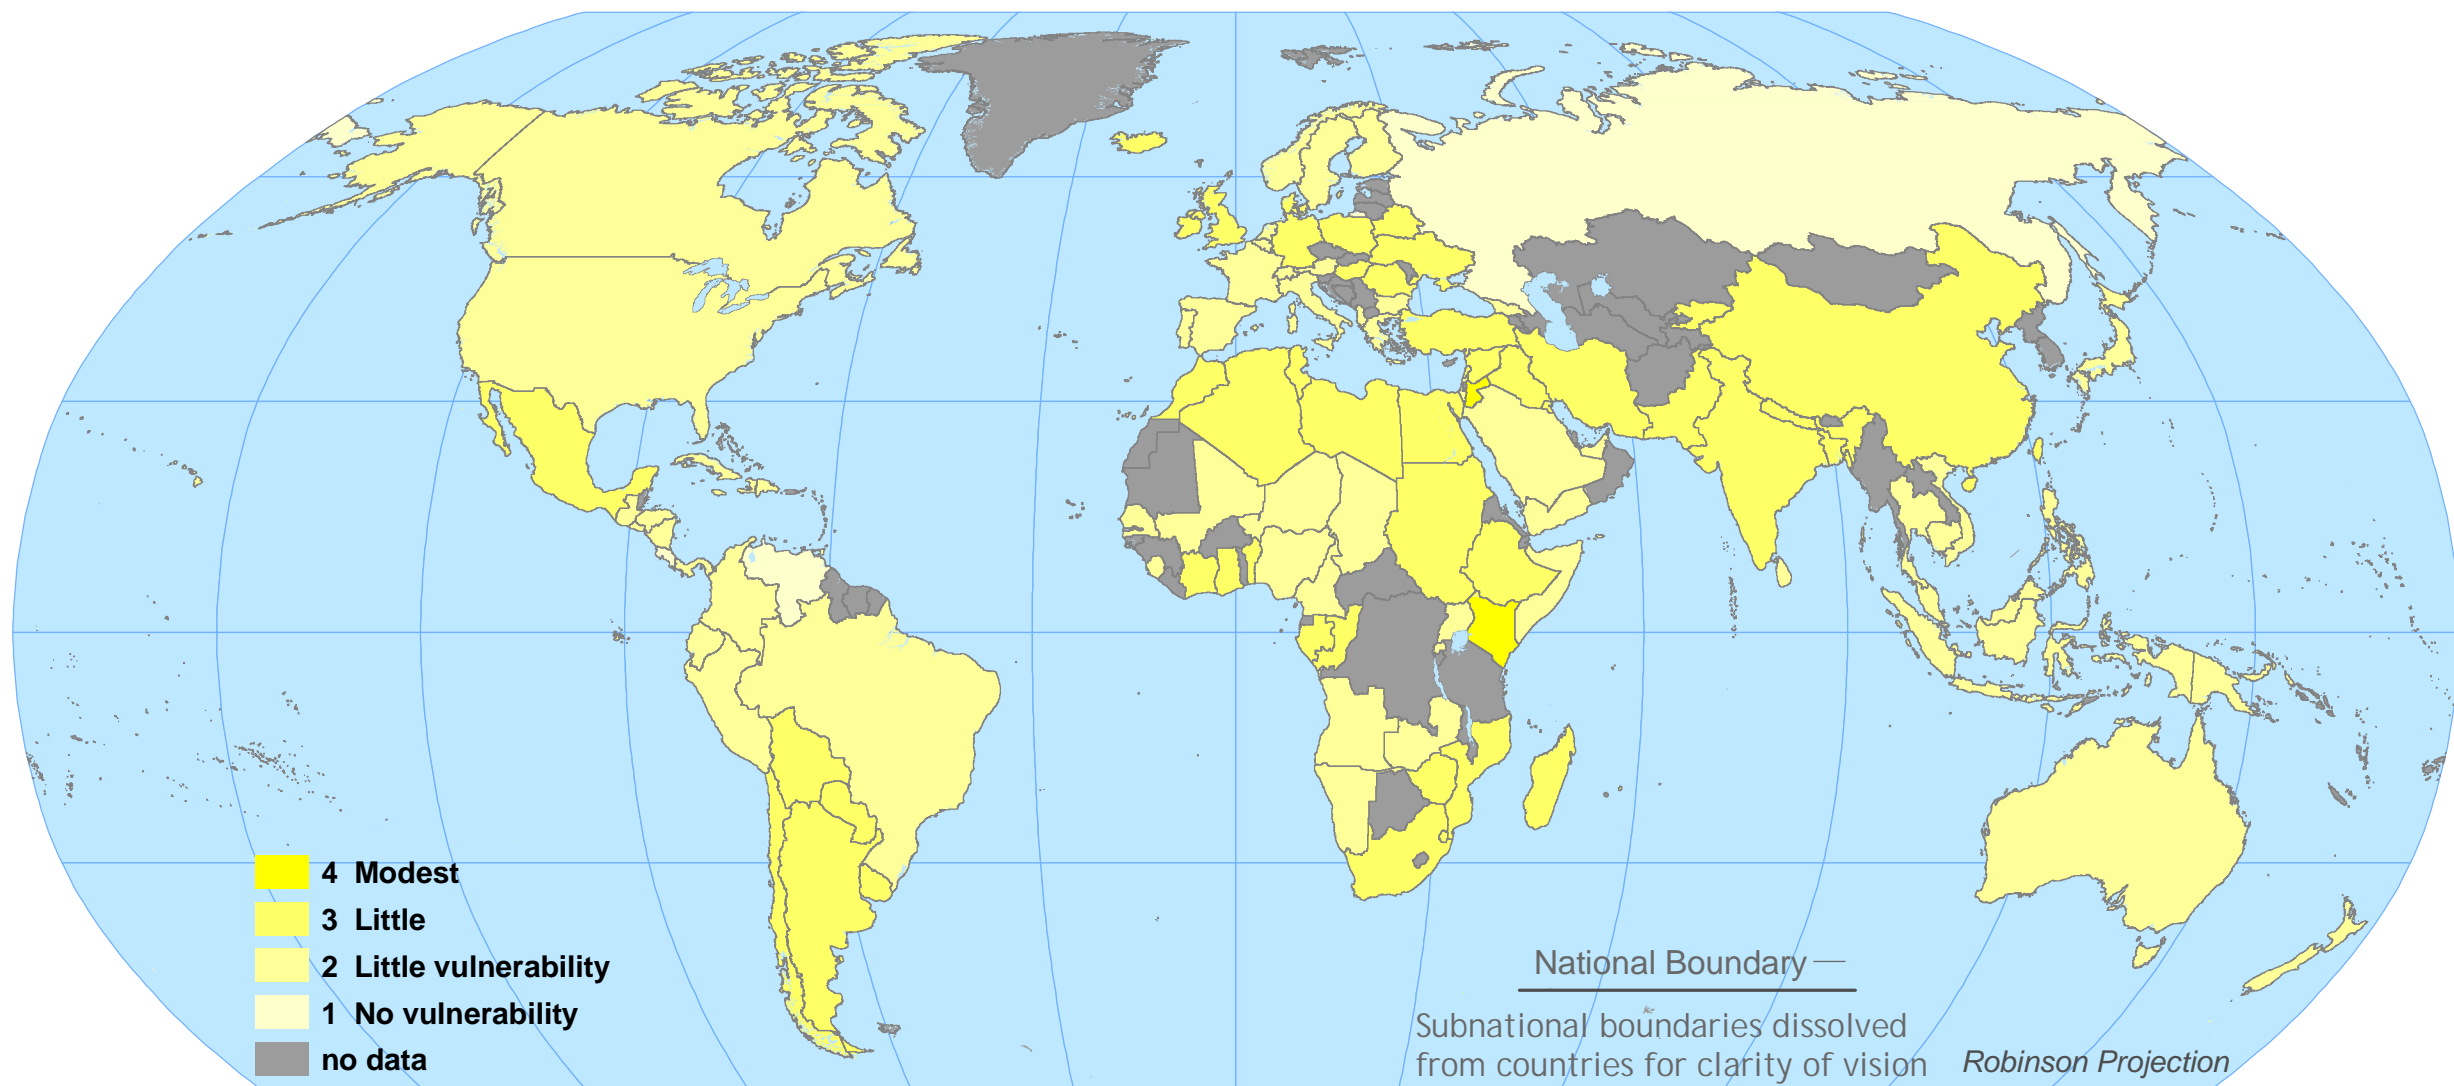 4 Modest
3 Little
2 Little vulnerability
1 No vulnerability
no data
National Boundary
Subnational boundaries dissolved
from countries for clarity of vision
Robinson Projection